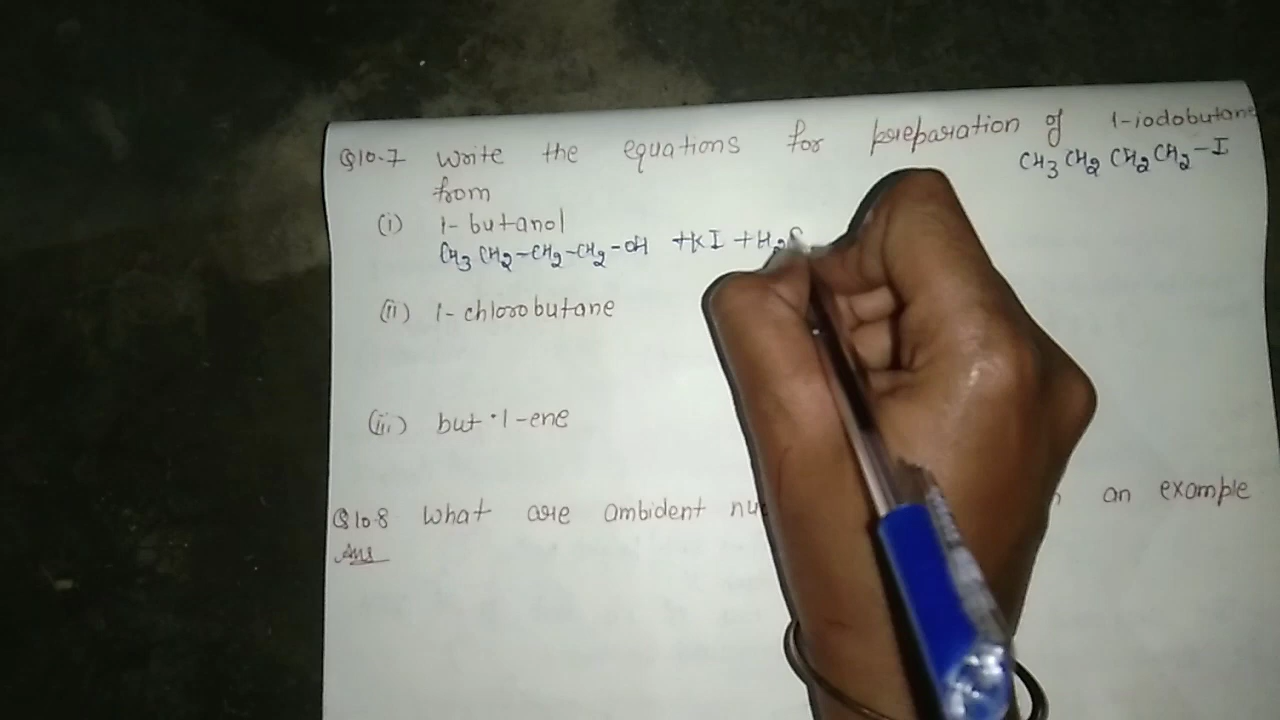 Q10.7 Write the equations for preparation of 1-iodobutane
CH3 CH2 CH2 CH2-I
from
(i) 1-butanol
CH3 CH2-CH2-CH2-OH +KI +H2
(ii) 1-chlorobutane
(iii) but-1-ene
Q10.8 What are ambident an example
Ans